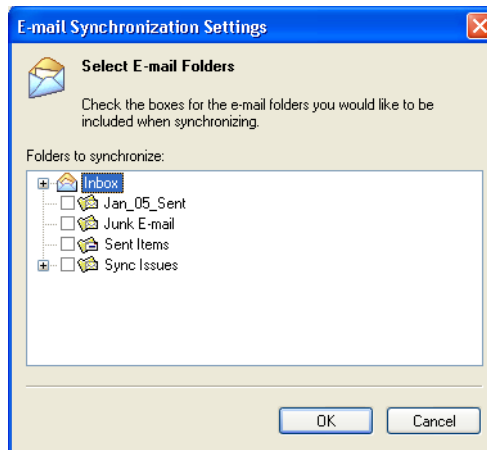 E-mail Synchronization Settings
Select E-mail Folders
Check the boxes for the e-mail folders you would like to be
included when synchronizing.
Folders to synchronize:
Inbox
Jan_05_Sent
Junk E-mail
Sent Items
Sync Issues
OK
Cancel